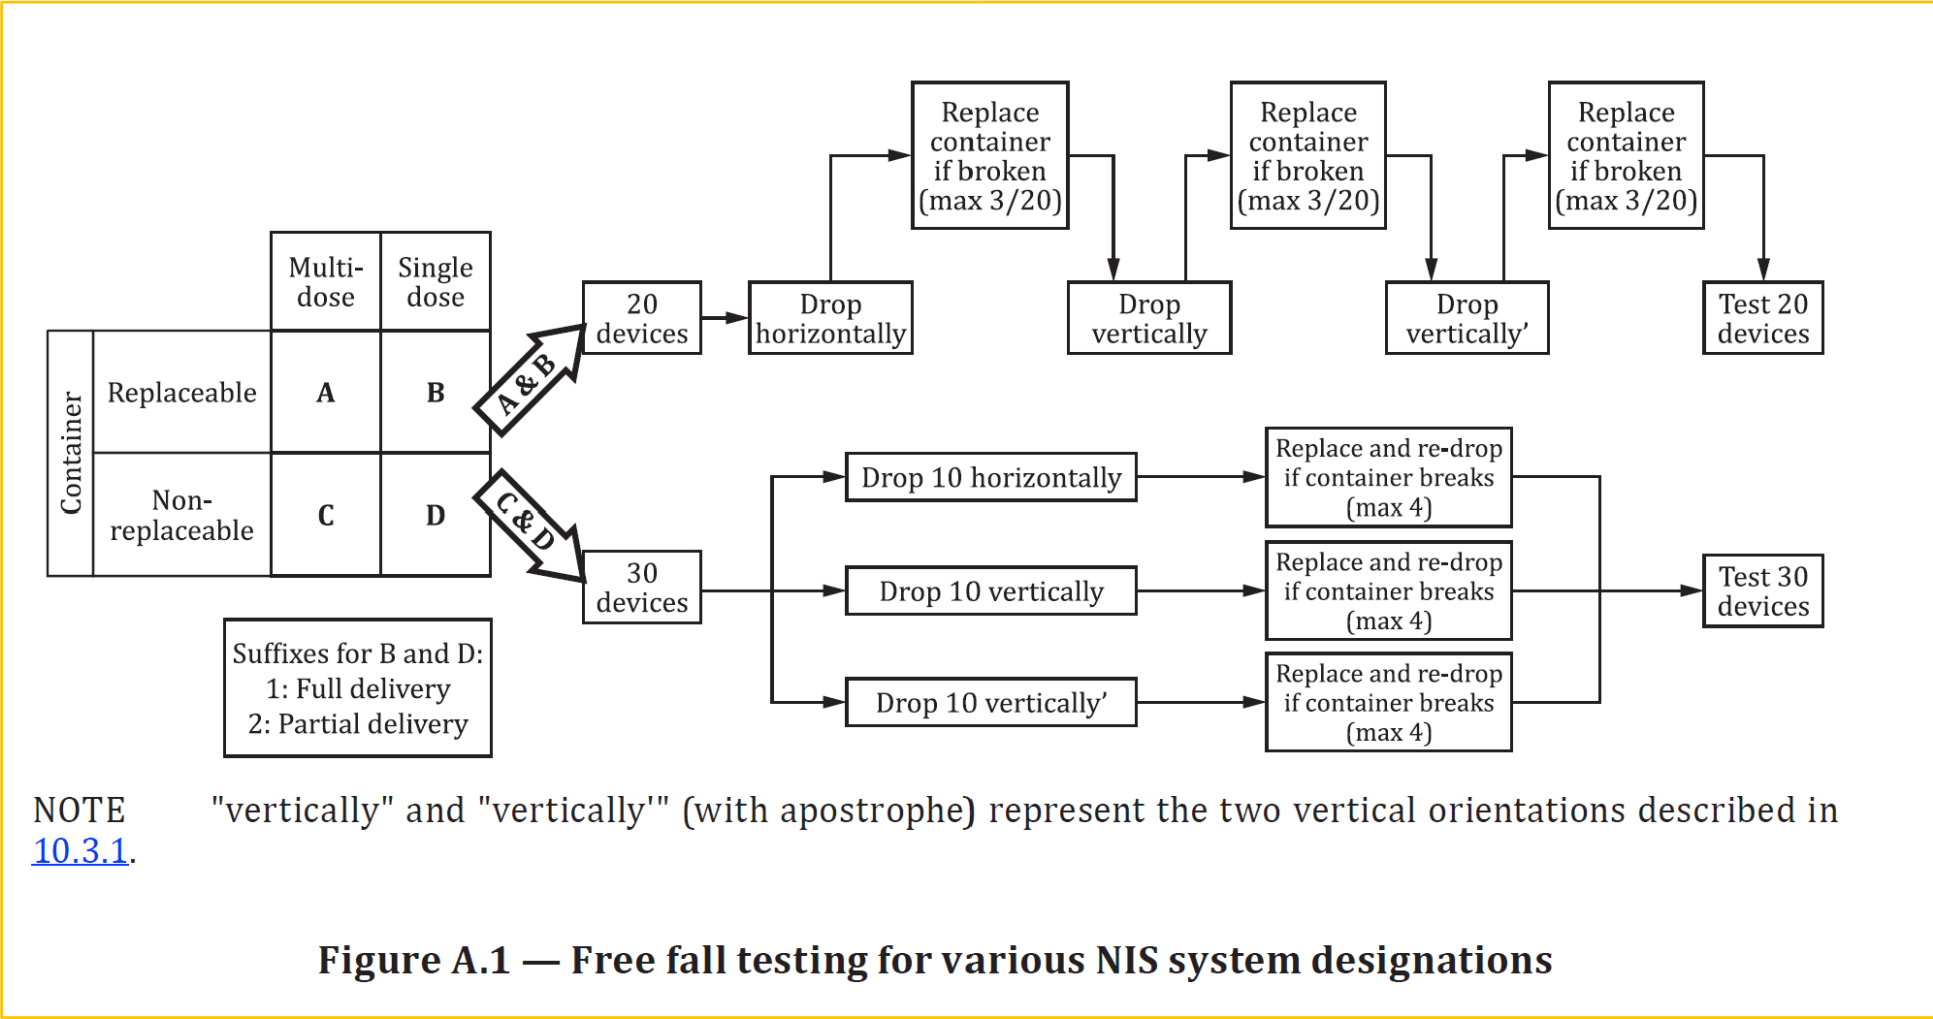 Replace
container
if broken
(max 3/20)
Replace
container
if broken
(max 3/20)
Replace
container
if broken
(max 3/20)
Multi-
dose
Single
dose
20
devices
Drop
horizontally
Drop
vertically
Drop
vertically’
Test 20
devices
Container
Replaceable
A
B
A & B
Non-
replaceable
C
D
C & D
30
devices
Drop 10 horizontally
Replace and re-drop
if container breaks
(max 4)
Drop 10 vertically
Replace and re-drop
if container breaks
(max 4)
Drop 10 vertically’
Replace and re-drop
if container breaks
(max 4)
Test 30
devices
Suffixes for B and D:
1: Full delivery
2: Partial delivery
NOTE "vertically" and "vertically'" (with apostrophe) represent the two vertical orientations described in
10.3.1.
Figure A.1 — Free fall testing for various NIS system designations